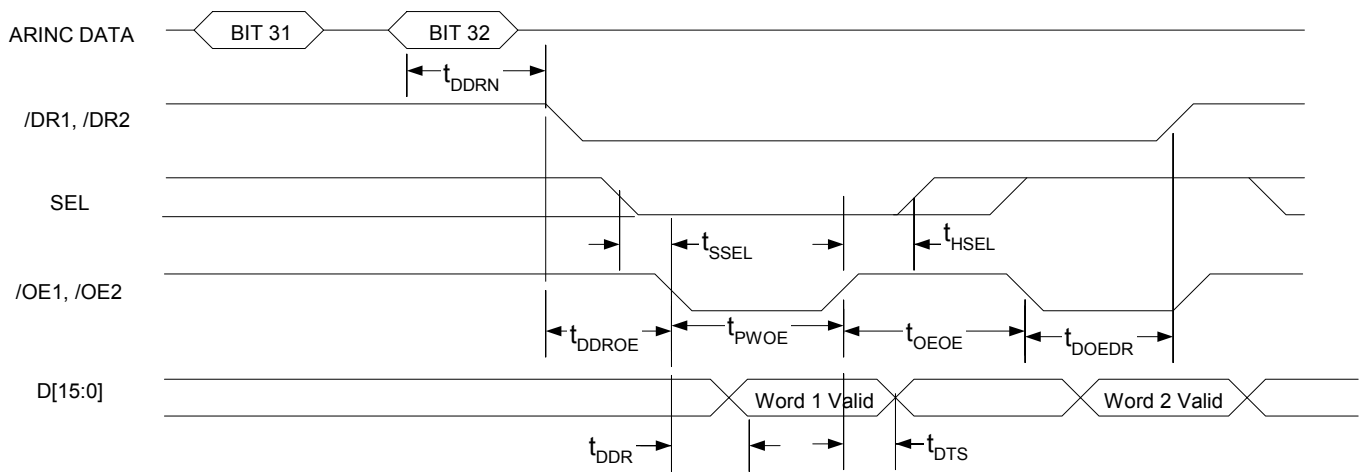 ARINC DATA
BIT 31
BIT 32
tDDRN
/DR1, /DR2
SEL
tSSEL
tHSEL
/OE1, /OE2
tDDROE
tPWOE
tOEOE
tDOEDR
D[15:0]
Word 1 Valid
Word 2 Valid
tDDR
tDTS